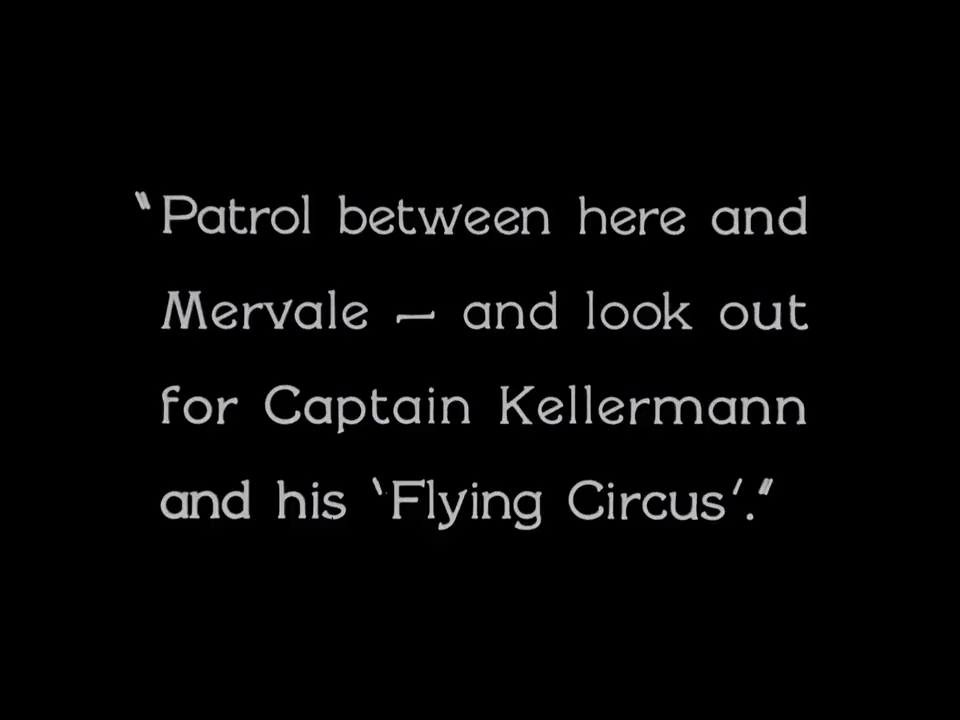 “Patrol between here and
Mervale — and look out
for Captain Kellermann
and his ‘Flying Circus’.”